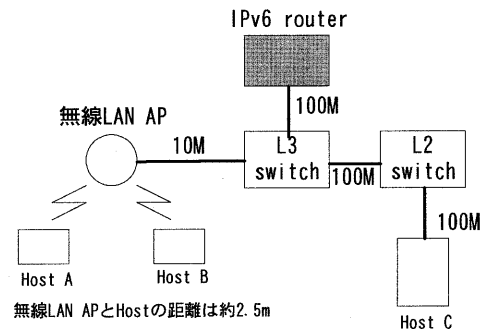 IPv6 router
100M
無線LAN AP
10M
L3
switch
100M
L2
switch
100M
Host A
Host B
無線LAN APとHostの距離は約2.5m
Host C